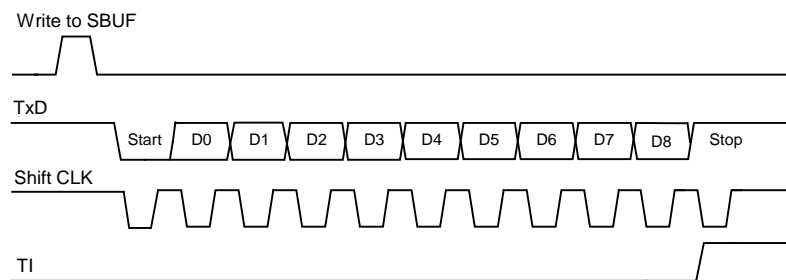 Write to SBUF
TxD
Start D0 D1 D2 D3 D4 D5 D6 D7 D8 Stop
Shift CLK
TI